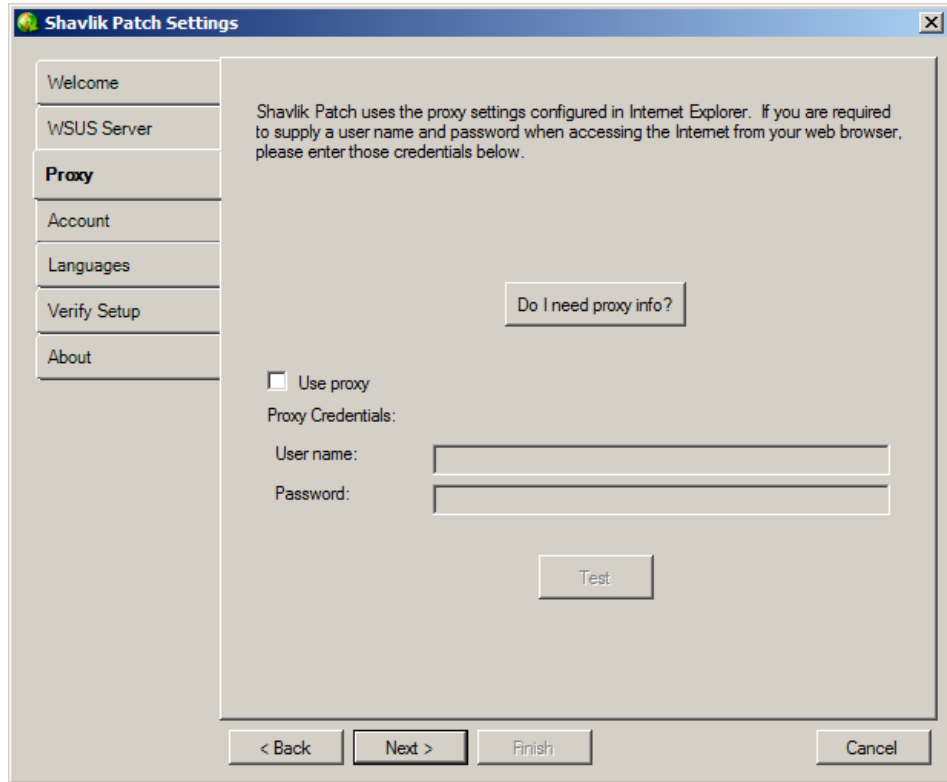 Shavlik Patch Settings
Welcome
WSUS Server
Proxy
Account
Languages
Verify Setup
About
Shavlik Patch uses the proxy settings configured in Internet Explorer. If you are required
to supply a user name and password when accessing the Internet from your web browser,
please enter those credentials below.
Do I need proxy info?
Use proxy
Proxy Credentials:
User name:
Password:
Test
< Back
Next >
Finish
Cancel